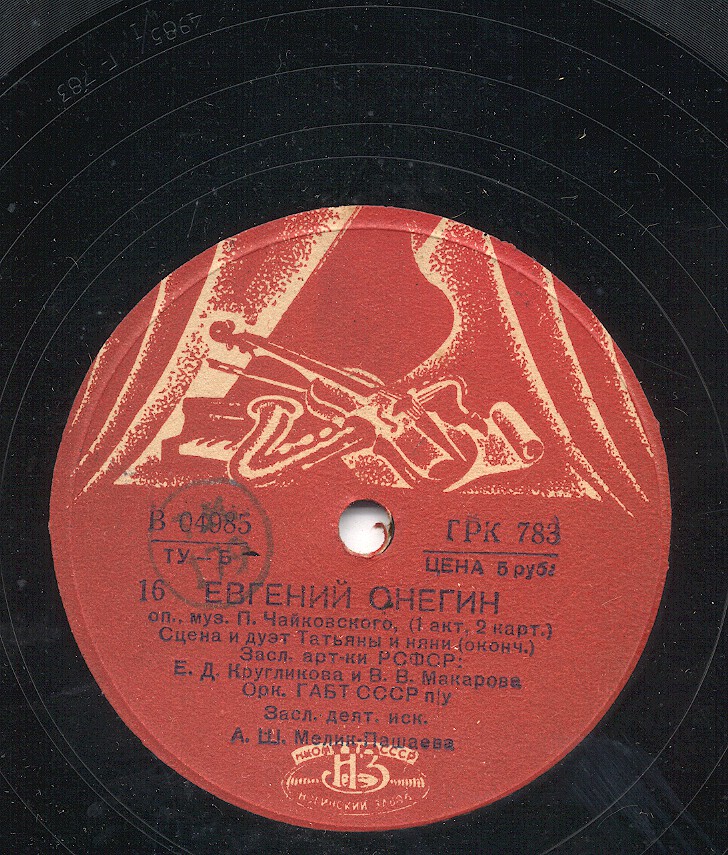 4985/1 Г-783
В 04985
ТУ—Б
ГРК 783
ЦЕНА 5 руб.
16 ЕВГЕНИЙ ОНЕГИН
оп., муз. П. Чайковского, (1 акт, 2 карт.)
Сцена и дуэт Татьяны и няни (оконч.)
Засл. арт-ки РСФСР:
Е. Д. Кругликова и В. В. Макарова
Орк. ГАБТ СССР п/у
Засл. деят. иск.
А. Ш. Мелик-Пашаева
НКОМ СССР
НЗ
НОГИНСКИЙ ЗАВОД